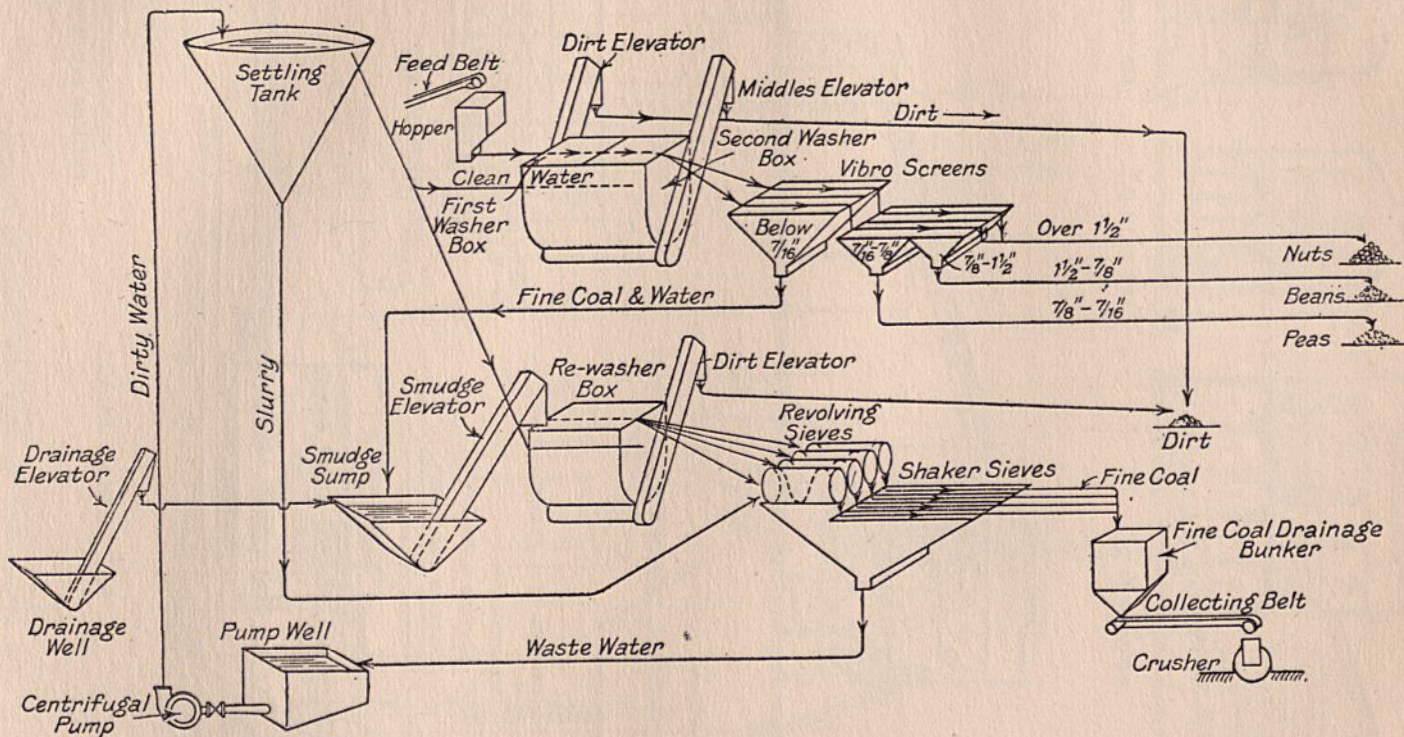 Settling
Tank
Feed Belt
Hopper
Dirt Elevator
Middles Elevator
Dirt
Second Washer
Box
Clean Water
First
Washer
Box
Vibro Screens
Below
7/16"
7/16"-7/8"
7/8"-1½"
Over 1½"
Nuts
1½"-7/8"
Beans
7/8"-7/16"
Peas
Dirty Water
Slurry
Fine Coal & Water
Smudge
Elevator
Re-washer
Box
Dirt Elevator
Revolving
Sieves
Dirt
Drainage
Elevator
Smudge
Sump
Shaker Sieves
Fine Coal
Fine Coal Drainage
Bunker
Collecting Belt
Crusher
Drainage
Well
Pump Well
Waste Water
Centrifugal
Pump